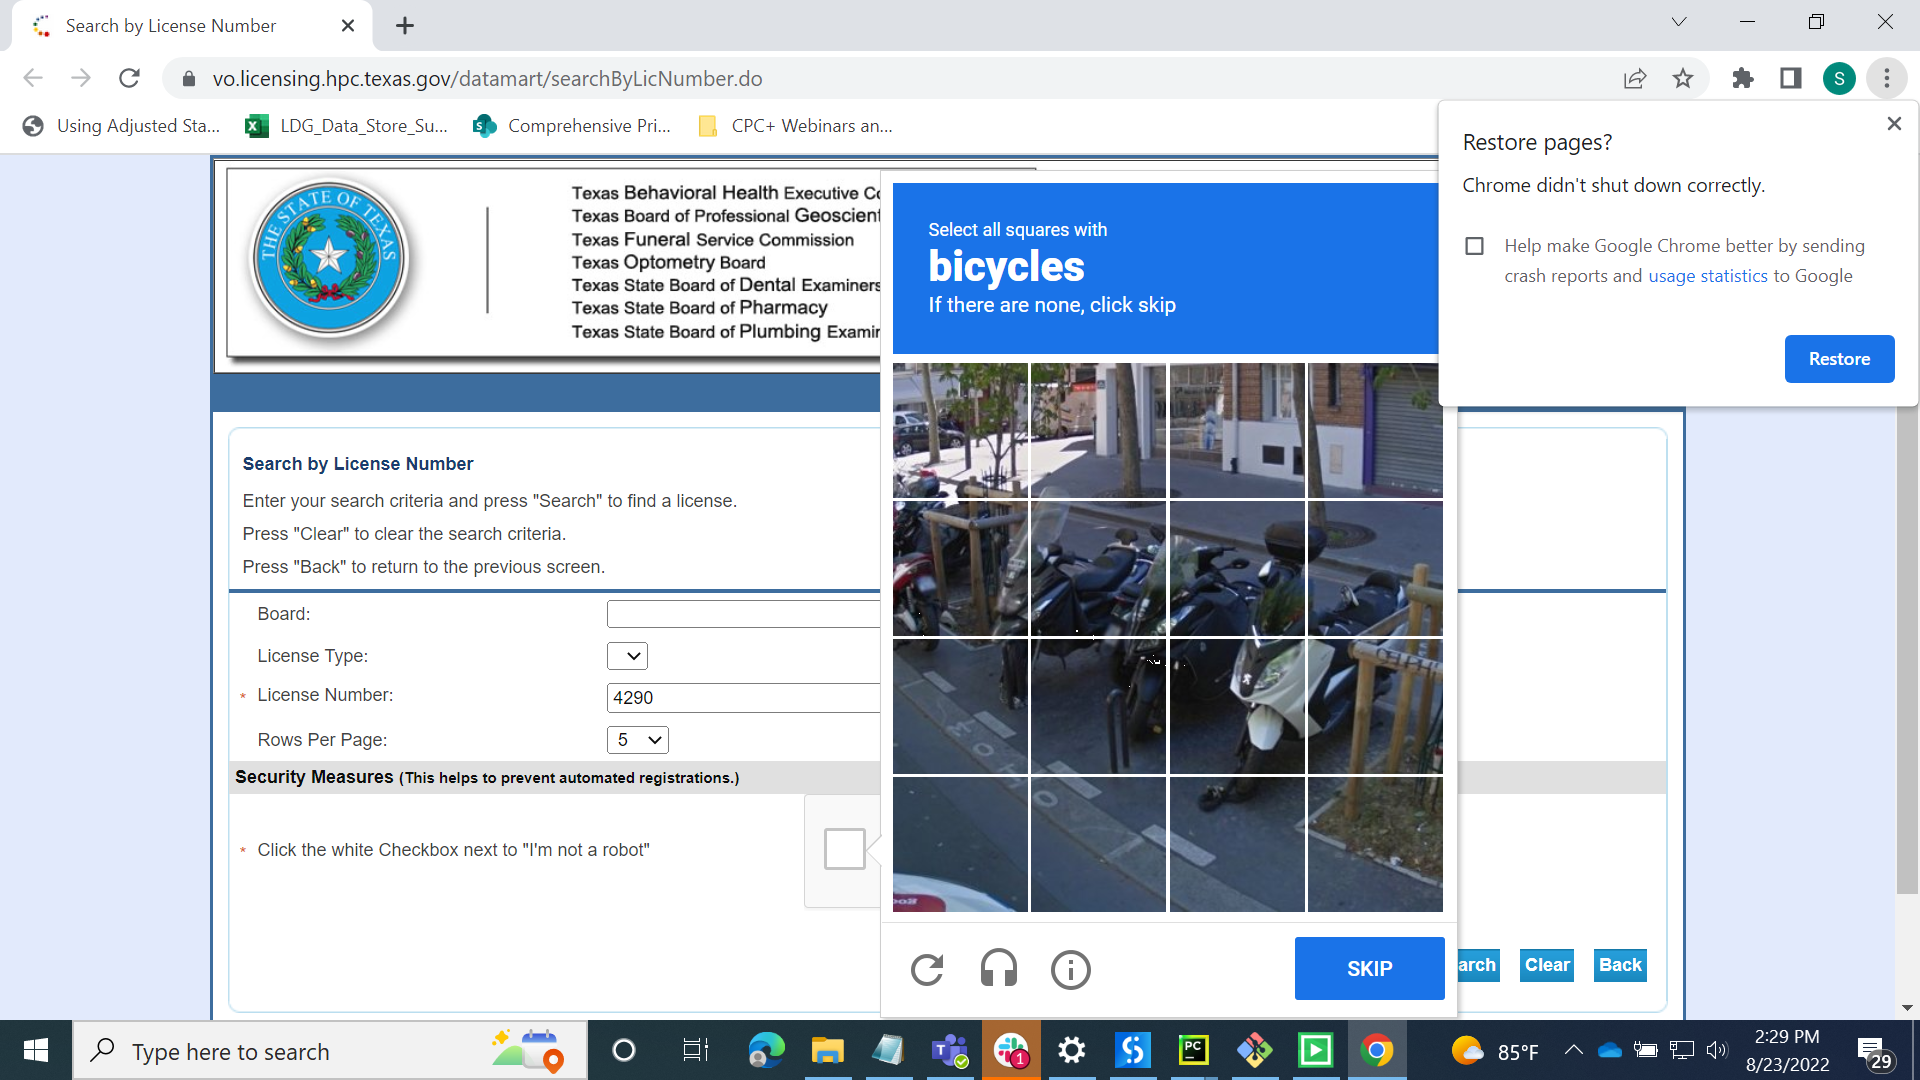 Search by License Number
vo.licensing.hpc.texas.gov/datamart/searchByLicNumber.do
S
Using Adjusted Sta...
LDG_Data_Store_Su...
Comprehensive Pri...
CPC+ Webinars an...
Restore pages?
Chrome didn't shut down correctly.
Help make Google Chrome better by sending
crash reports and usage statistics to Google
Restore
THE STATE OF TEXAS
Texas Behavioral Health Executive
Texas Board of Professional
Texas Funeral Service Commission
Texas Optometry Board
Texas State Board of Dental Examiners
Texas State Board of Pharmacy
Texas State Board of Plumbing
Select all squares with
bicycles
If there are none, click skip
Search by License Number
Enter your search criteria and press "Search" to find a license.
Press "Clear" to clear the search criteria.
Press "Back" to return to the previous screen.
Board:
License Type:
* License Number:
4290
Rows Per Page:
5
Security Measures (This helps to prevent automated registrations.)
* Click the white Checkbox next to "I'm not a robot"
SKIP
arch
Clear
Back
Type here to search
1
PC
85°F
2:29 PM
8/23/2022
29